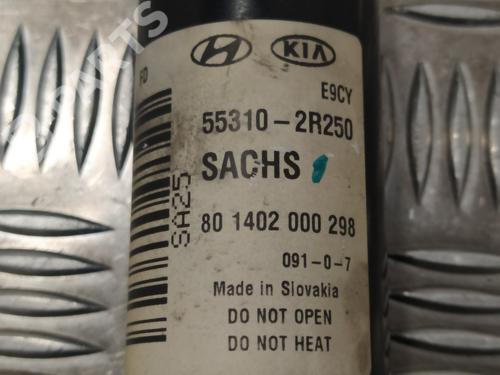 KIA
FD
E9CY
55310-2R250
SACHS
SA25
80 1402 000 298
091-0-7
Made in Slovakia
DO NOT OPEN
DO NOT HEAT